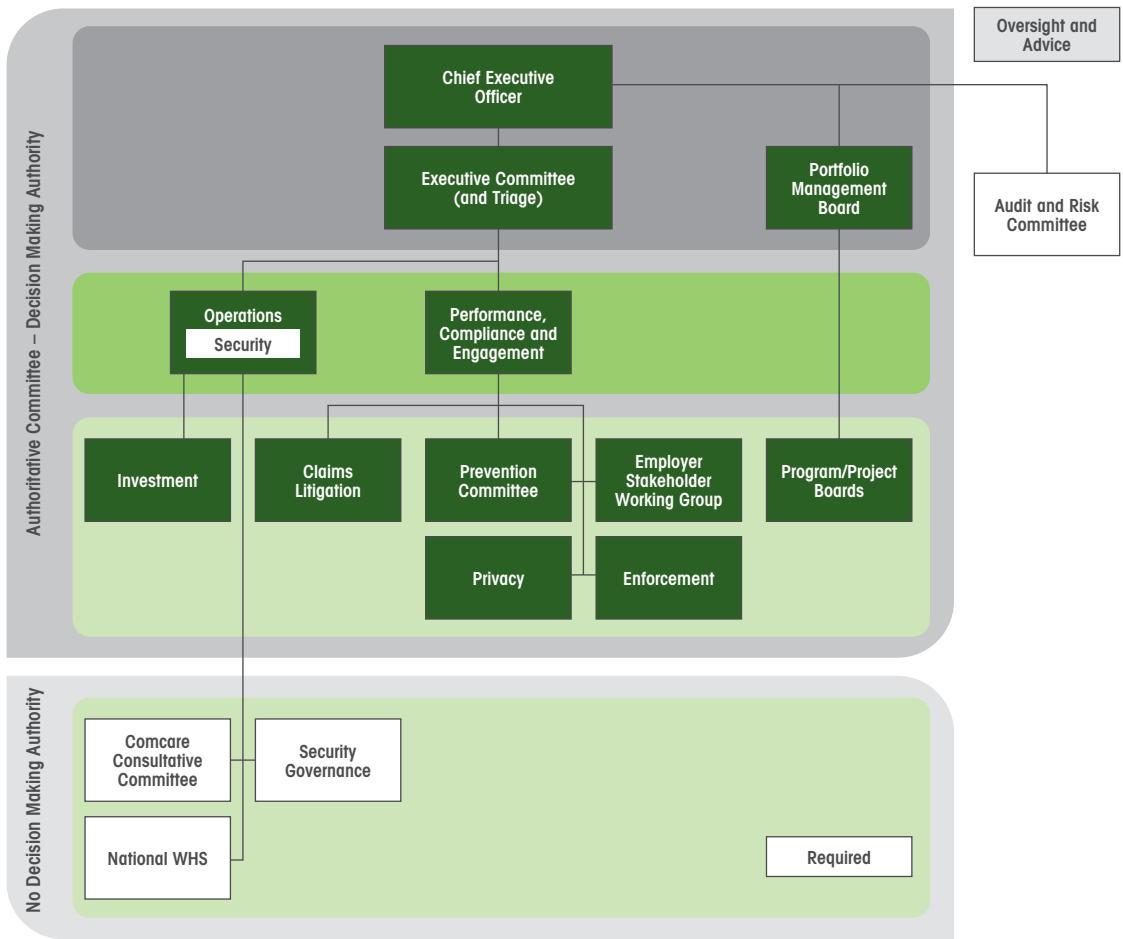 Oversight and
Advice
Authoritative Committee – Decision Making Authority
Chief Executive
Officer
Executive Committee
(and Triage)
Portfolio
Management
Board
Audit and Risk
Committee
Operations
Security
Performance,
Compliance and
Engagement
Investment
Claims
Litigation
Prevention
Committee
Employer
Stakeholder
Working Group
Program/Project
Boards
Privacy
Enforcement
No Decision Making Authority
Comcare
Consultative
Committee
Security
Governance
National WHS
Required